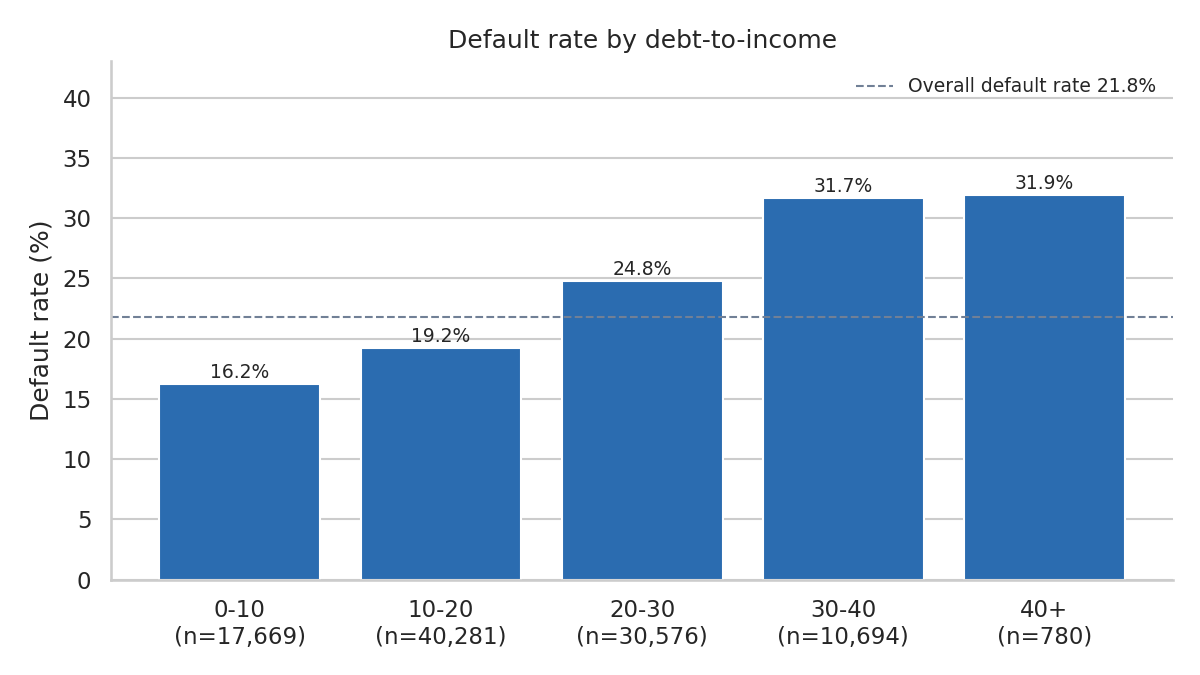 Default rate by debt-to-income
Overall default rate 21.8%
Default rate (%)
40
35
30
25
20
15
10
5
0
16.2%
19.2%
24.8%
31.7%
31.9%
0-10
(n=17,669)
10-20
(n=40,281)
20-30
(n=30,576)
30-40
(n=10,694)
40+
(n=780)